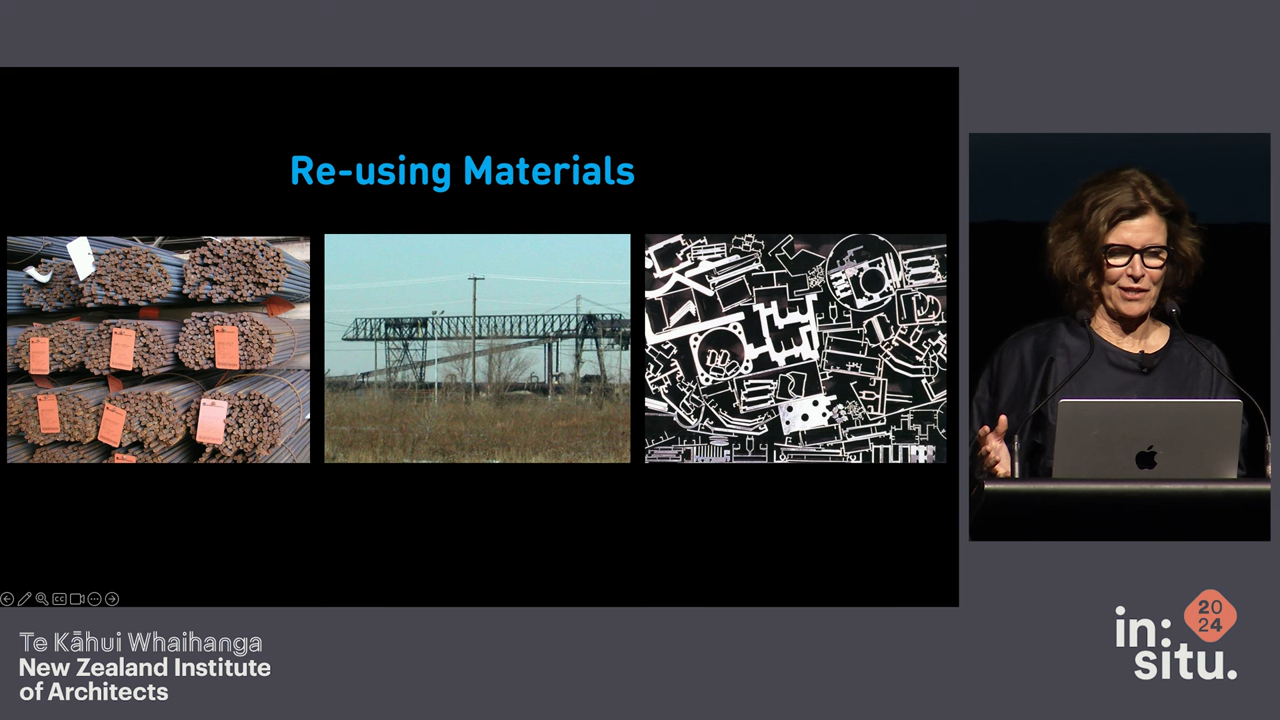 Re-using Materials
Te Kāhui Whaihanga
New Zealand Institute
of Architects
in:
situ.
20
24